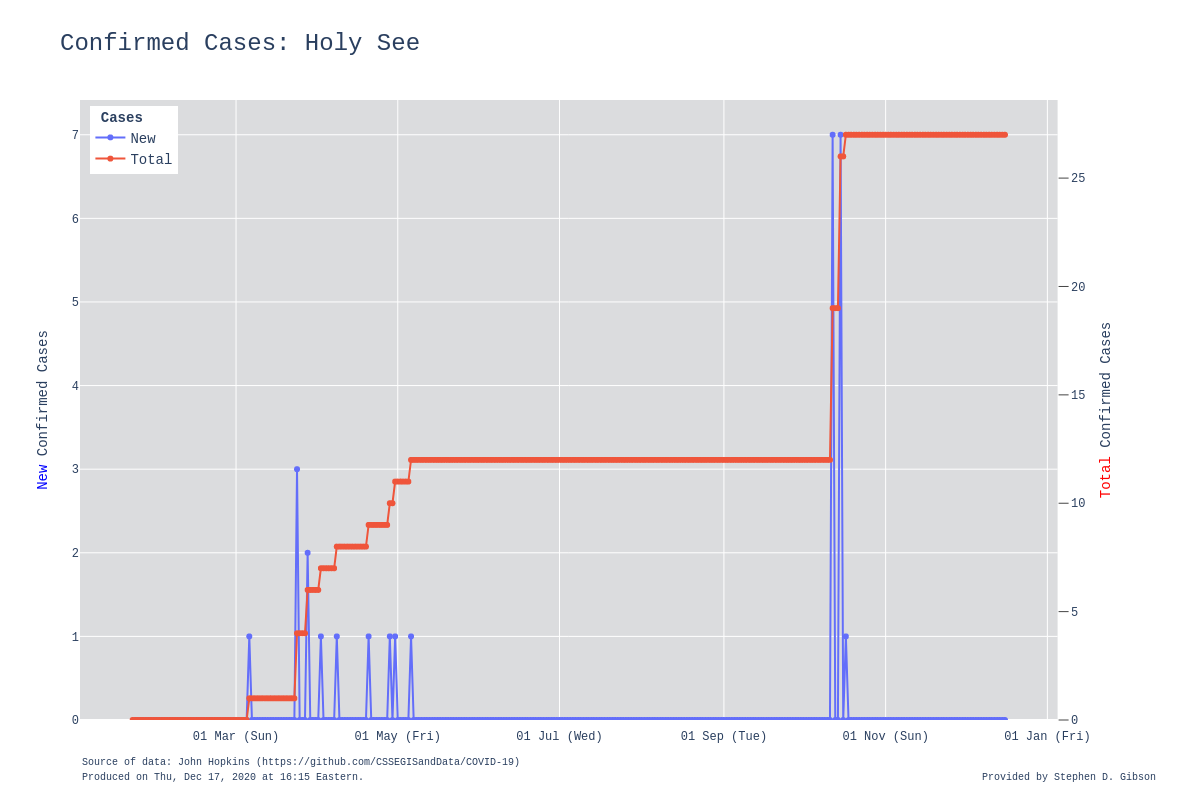 Confirmed Cases: Holy See
Cases
New
Total
7
6
5
4
3
2
1
0
25
20
15
10
5
0
New Confirmed Cases
Total Confirmed Cases
01 Mar (Sun) 01 May (Fri) 01 Jul (Wed) 01 Sep (Tue) 01 Nov (Sun) 01 Jan (Fri)
Source of data: John Hopkins (https://github.com/CSSEGISandData/COVID-19)
Produced on Thu, Dec 17, 2020 at 16:15 Eastern.
Provided by Stephen D. Gibson